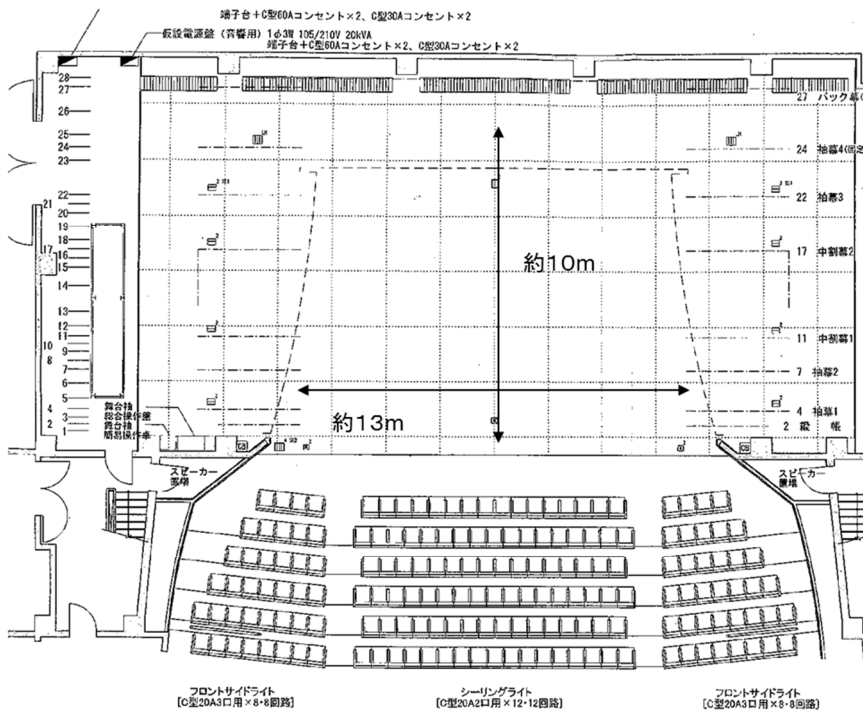 端子台+C型60Aコンセント×2、C型30Aコンセント×2
仮設電源盤 (音響用) 1φ3W 105/210V 20kVA
端子台+C型60Aコンセント×2、C型30Aコンセント×2
28
27
26
25
24
23
22
21
20
19
18
17
16
15
14
13
12
11
10
9
8
7
6
5
4
3
2
1
27 バック幕
24 袖幕4(固定
22 袖幕3
17 中割幕2
11 中割幕1
7 袖幕2
4 袖幕1
2 緞 帳
約10m
約13m
舞台袖
総合操作盤
舞台袖
簡易操作卓
スピーカー
置場
スピーカー
置場
フロントサイドライト
[C型20A3口用×8・8回路]
シーリングライト
[C型20A2口用×12・12回路]
フロントサイドライト
[C型20A3口用×8・8回路]